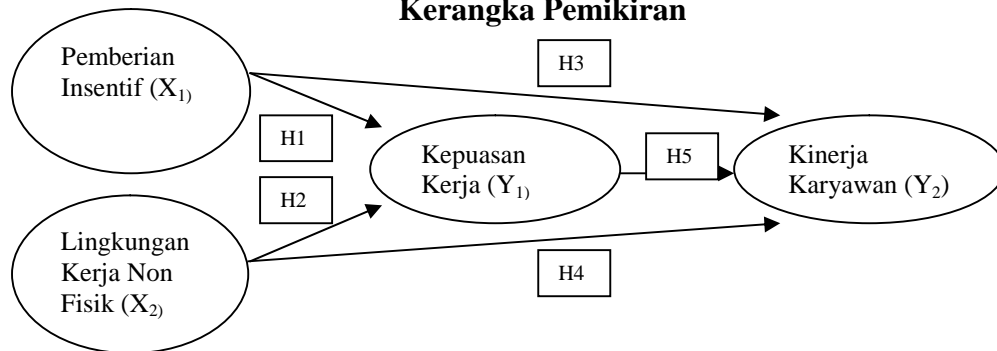 Kerangka Pemikiran
Pemberian
Insentif (X₁₎
H3
H1
Kepuasan
Kerja (Y₁₎
H5
Kinerja
Karyawan (Y₂)
H2
Lingkungan
Kerja Non
Fisik (X₂₎
H4